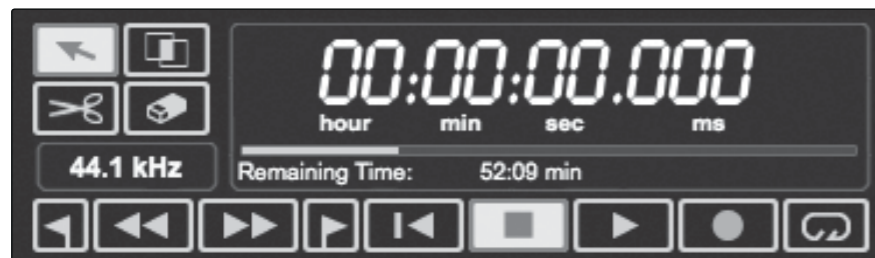 00:00:00.000
hour min sec ms
44.1 kHz
Remaining Time: 52:09 min